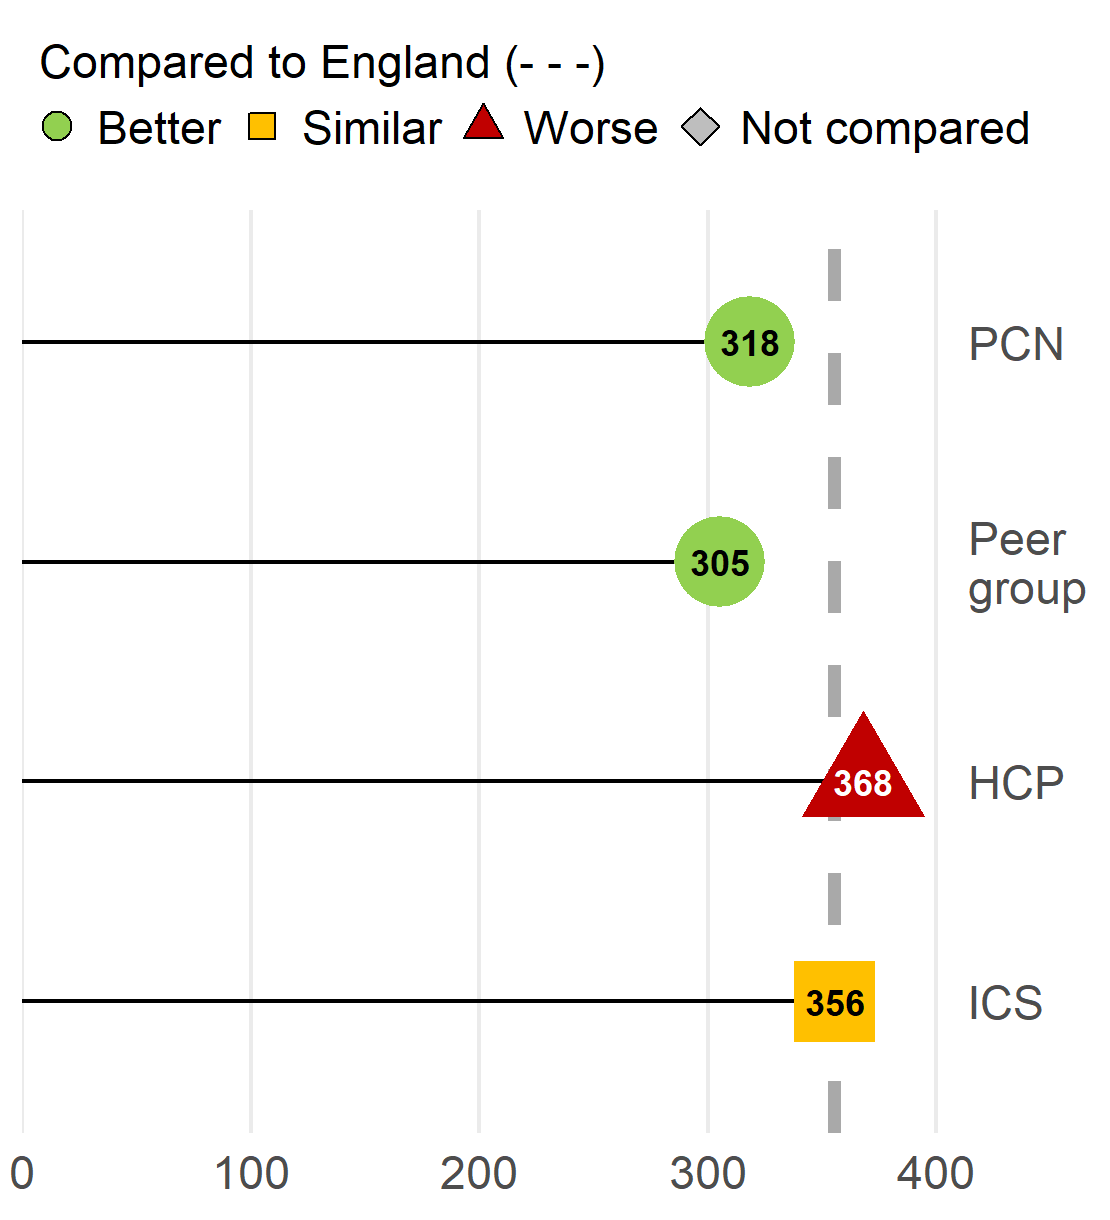 Compared to England (- - -)
Better Similar Worse Not compared
318 PCN
305 Peer
group
368 HCP
356 ICS
0 100 200 300 400